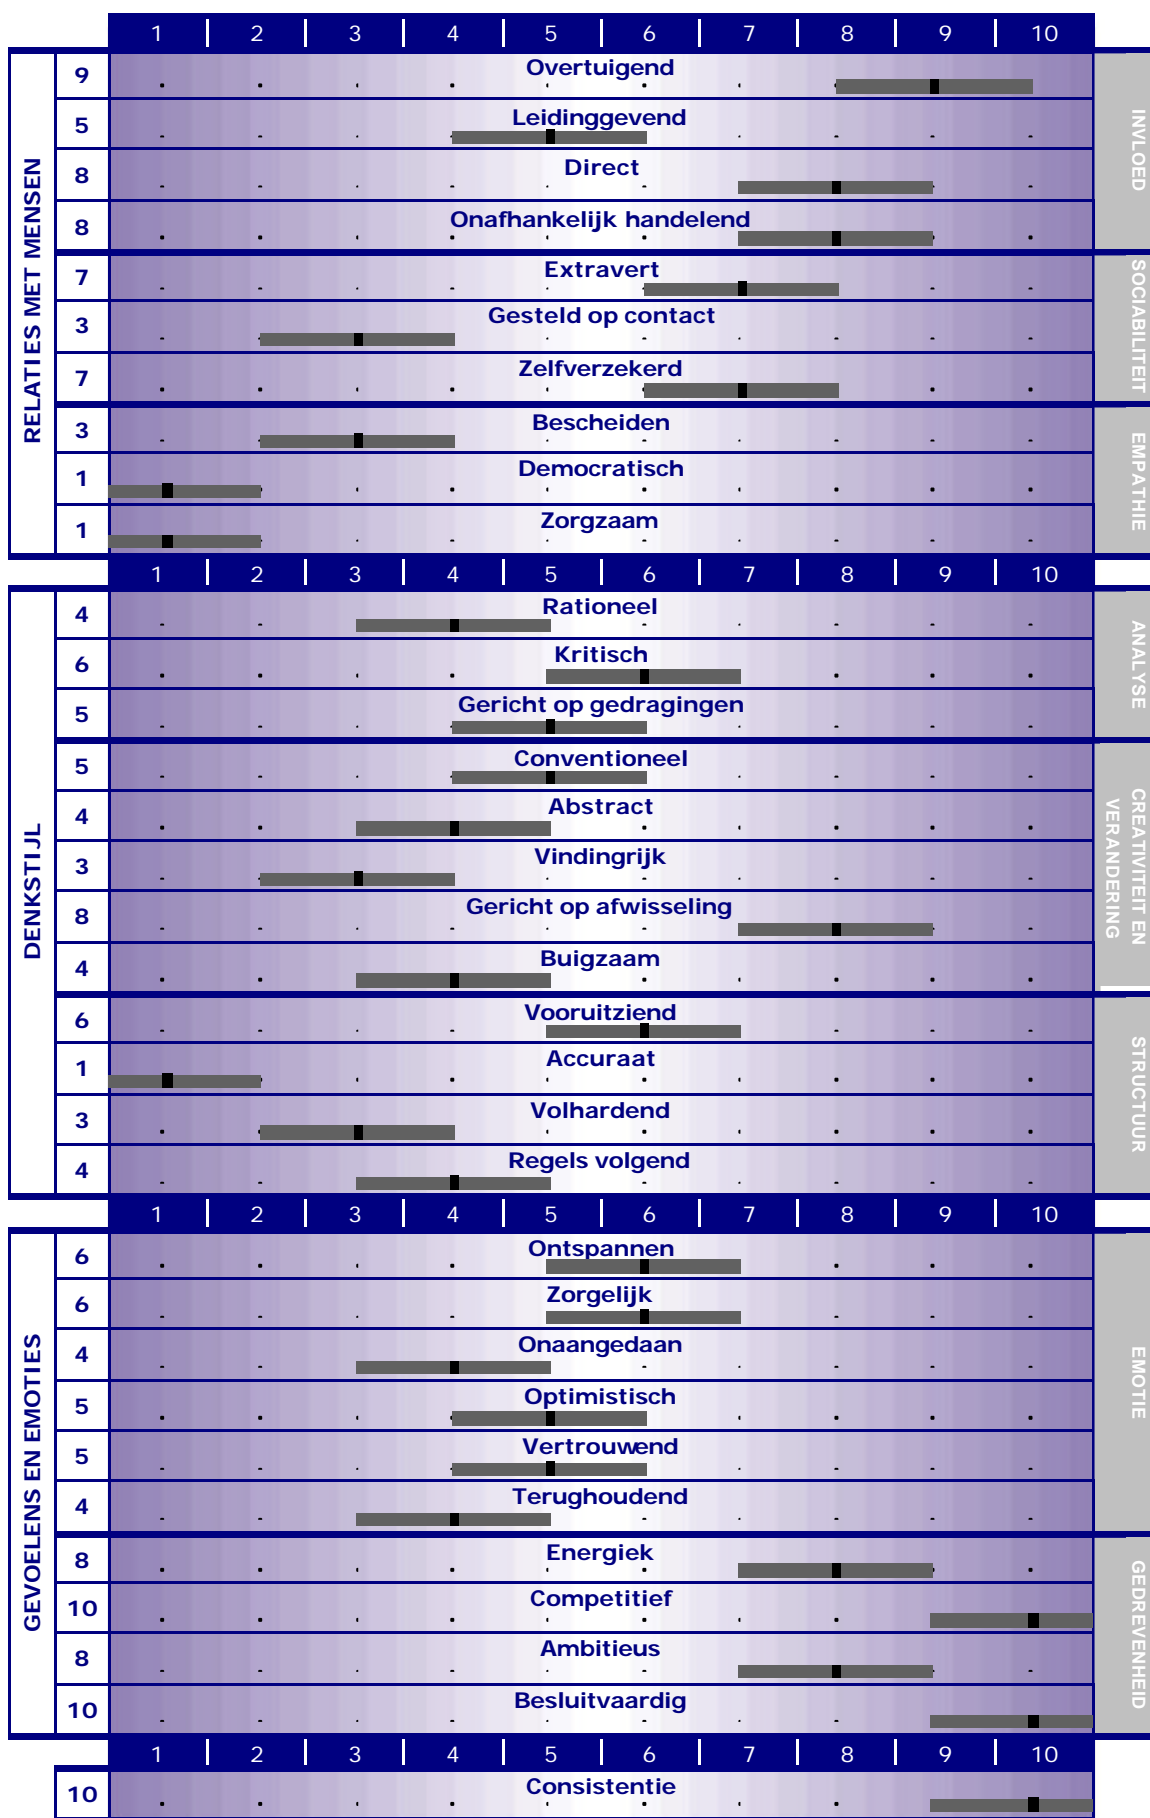 1 2 3 4 5 6 7 8 9 10
RELATIES MET MENSEN
INVLOED
9 Overtuigend
5 Leidinggevend
8 Direct
8 Onafhankelijk handelend
SOCIABILITEIT
7 Extravert
3 Gesteld op contact
7 Zelfverzekerd
EMPATHIE
3 Bescheiden
1 Democratisch
1 Zorgzaam
1 2 3 4 5 6 7 8 9 10
DENKSTIJL
ANALYSE
4 Rationeel
6 Kritisch
5 Gericht op gedragingen
CREATIVITEIT EN
VERANDERING
5 Conventioneel
4 Abstract
3 Vindingrijk
8 Gericht op afwisseling
4 Buigzaam
STRUCTUUR
6 Vooruitziend
1 Accuraat
3 Volhardend
4 Regels volgend
1 2 3 4 5 6 7 8 9 10
GEVOELENS EN EMOTIES
EMOTIE
6 Ontspannen
6 Zorgelijk
4 Onaangedaan
5 Optimistisch
5 Vertrouwend
4 Terughoudend
GEDREVENHEID
8 Energiek
10 Competitief
8 Ambitieus
10 Besluitvaardig
1 2 3 4 5 6 7 8 9 10
10 Consistentie